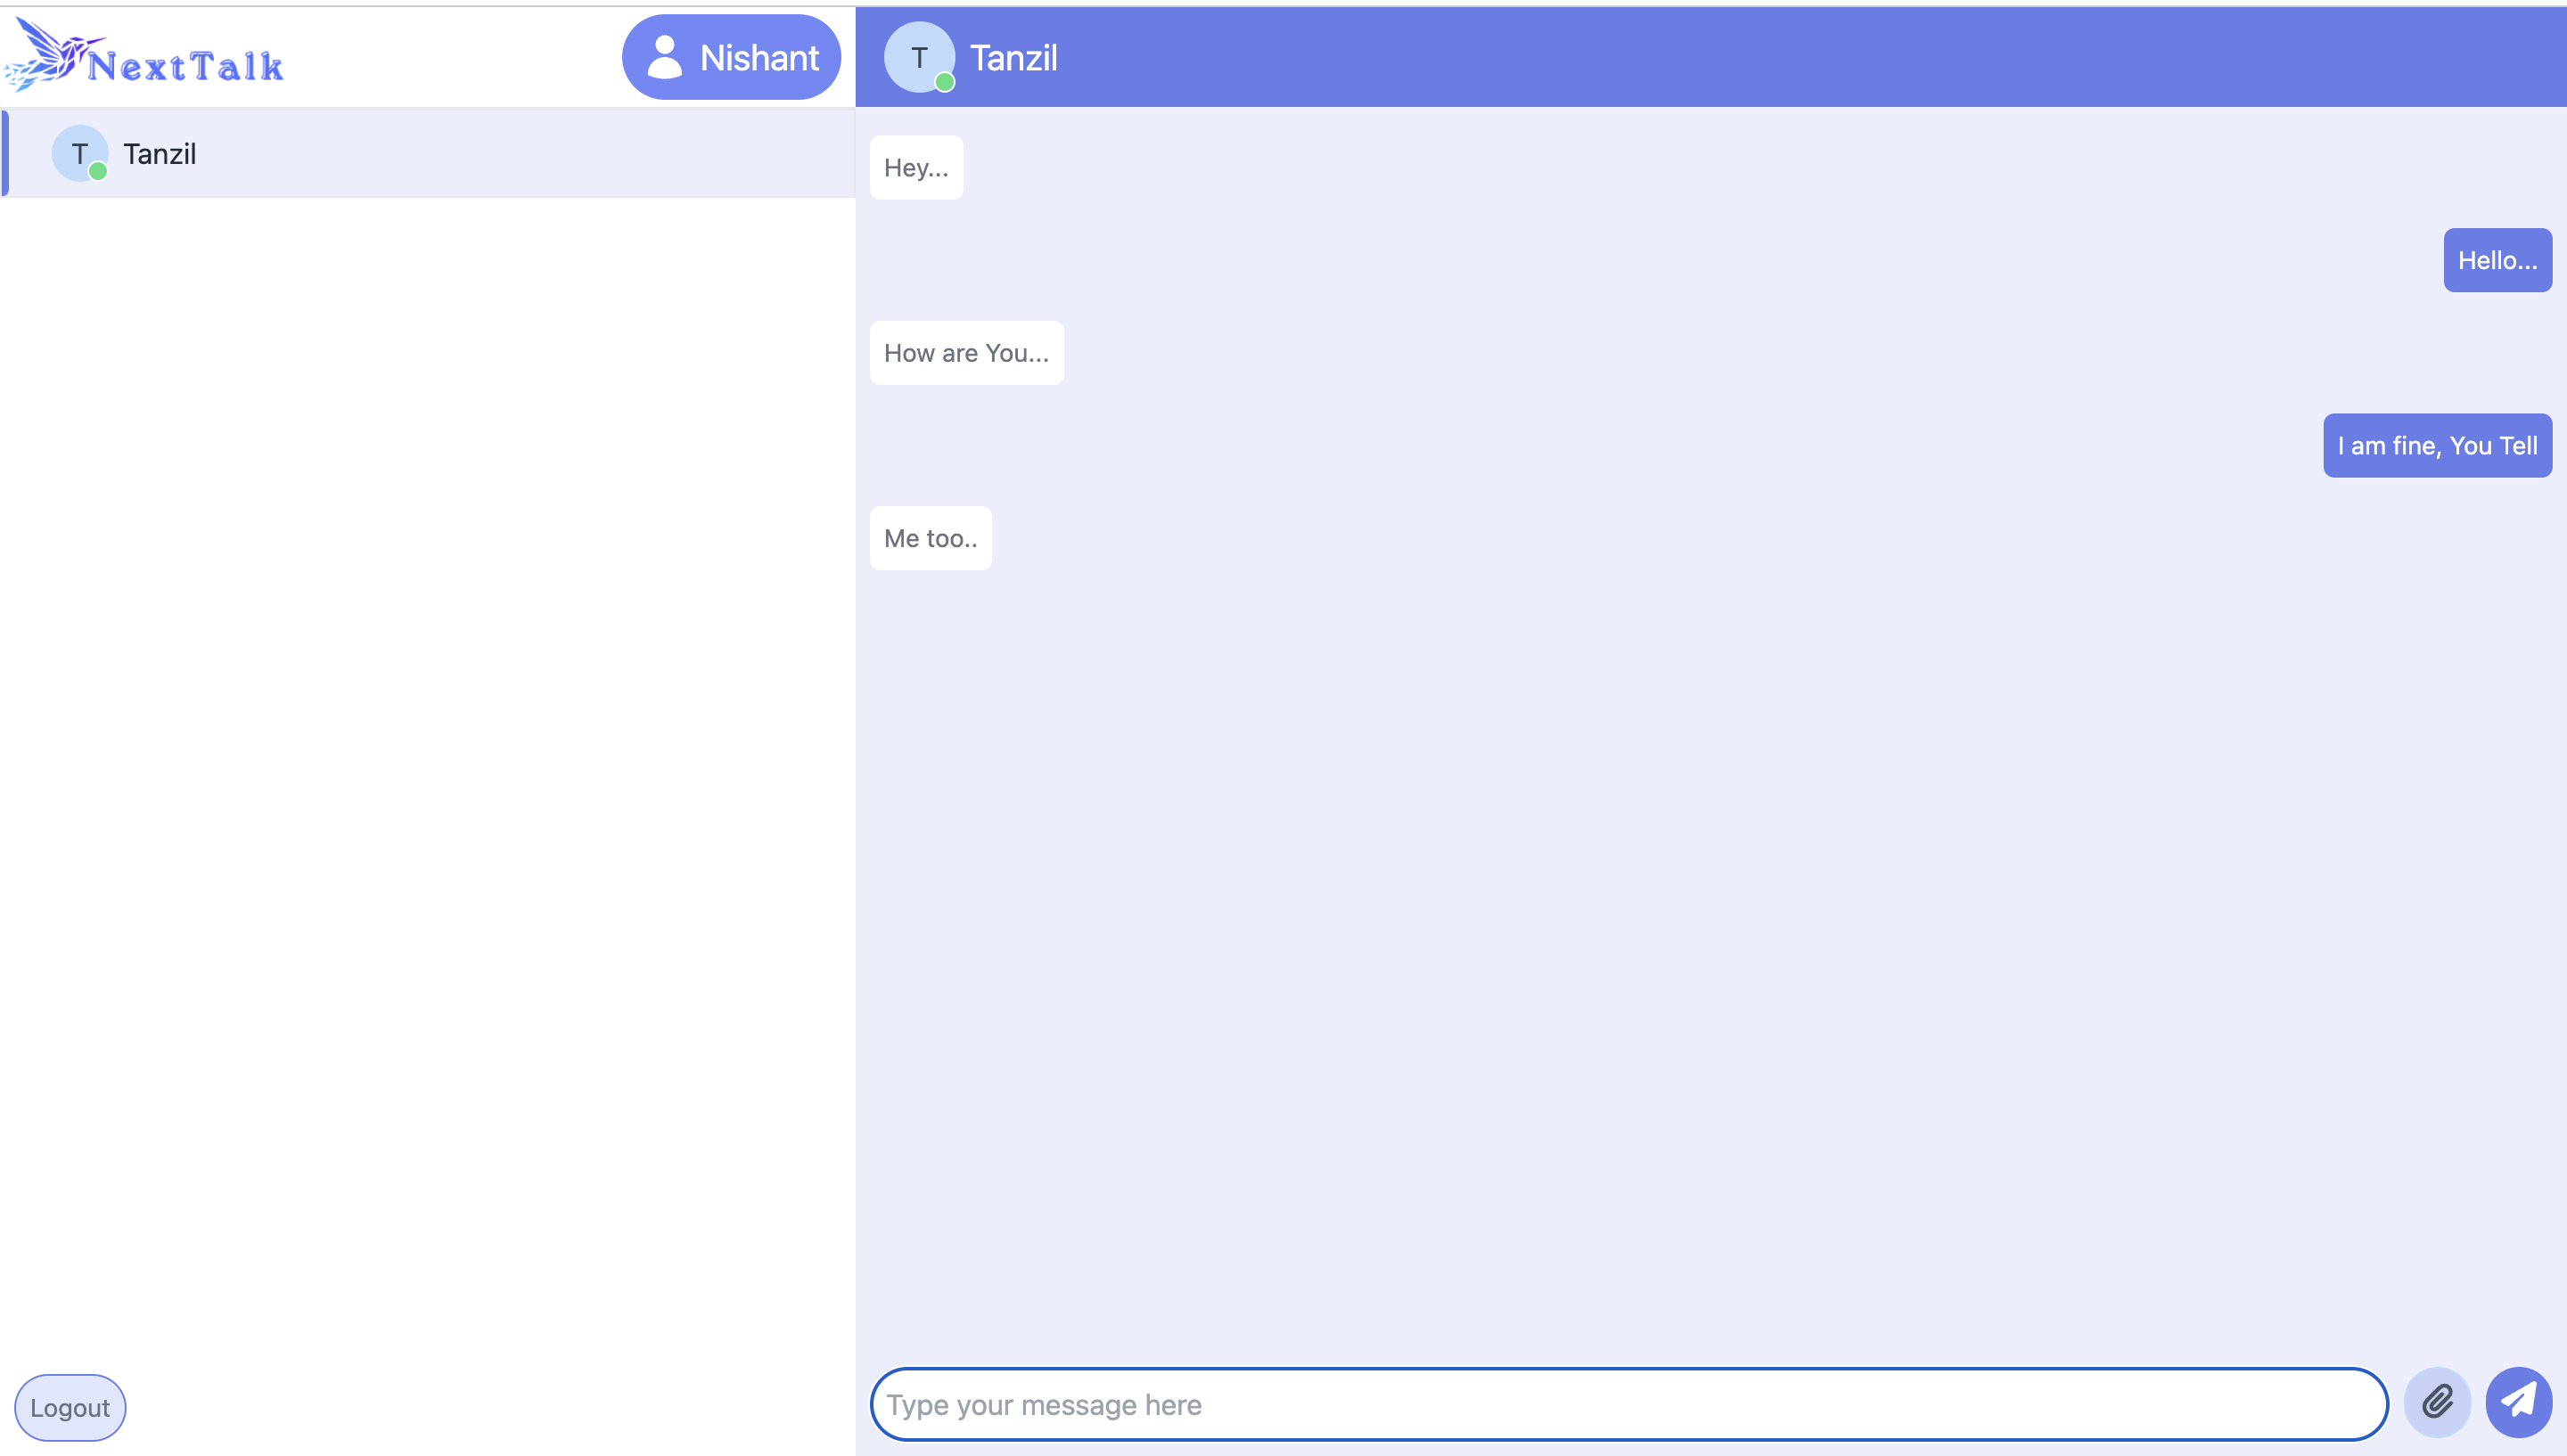 NextTalk
Nishant
T
Tanzil
T
Tanzil
Hey...
Hello...
How are You...
I am fine, You Tell
Me too..
Logout
Type your message here